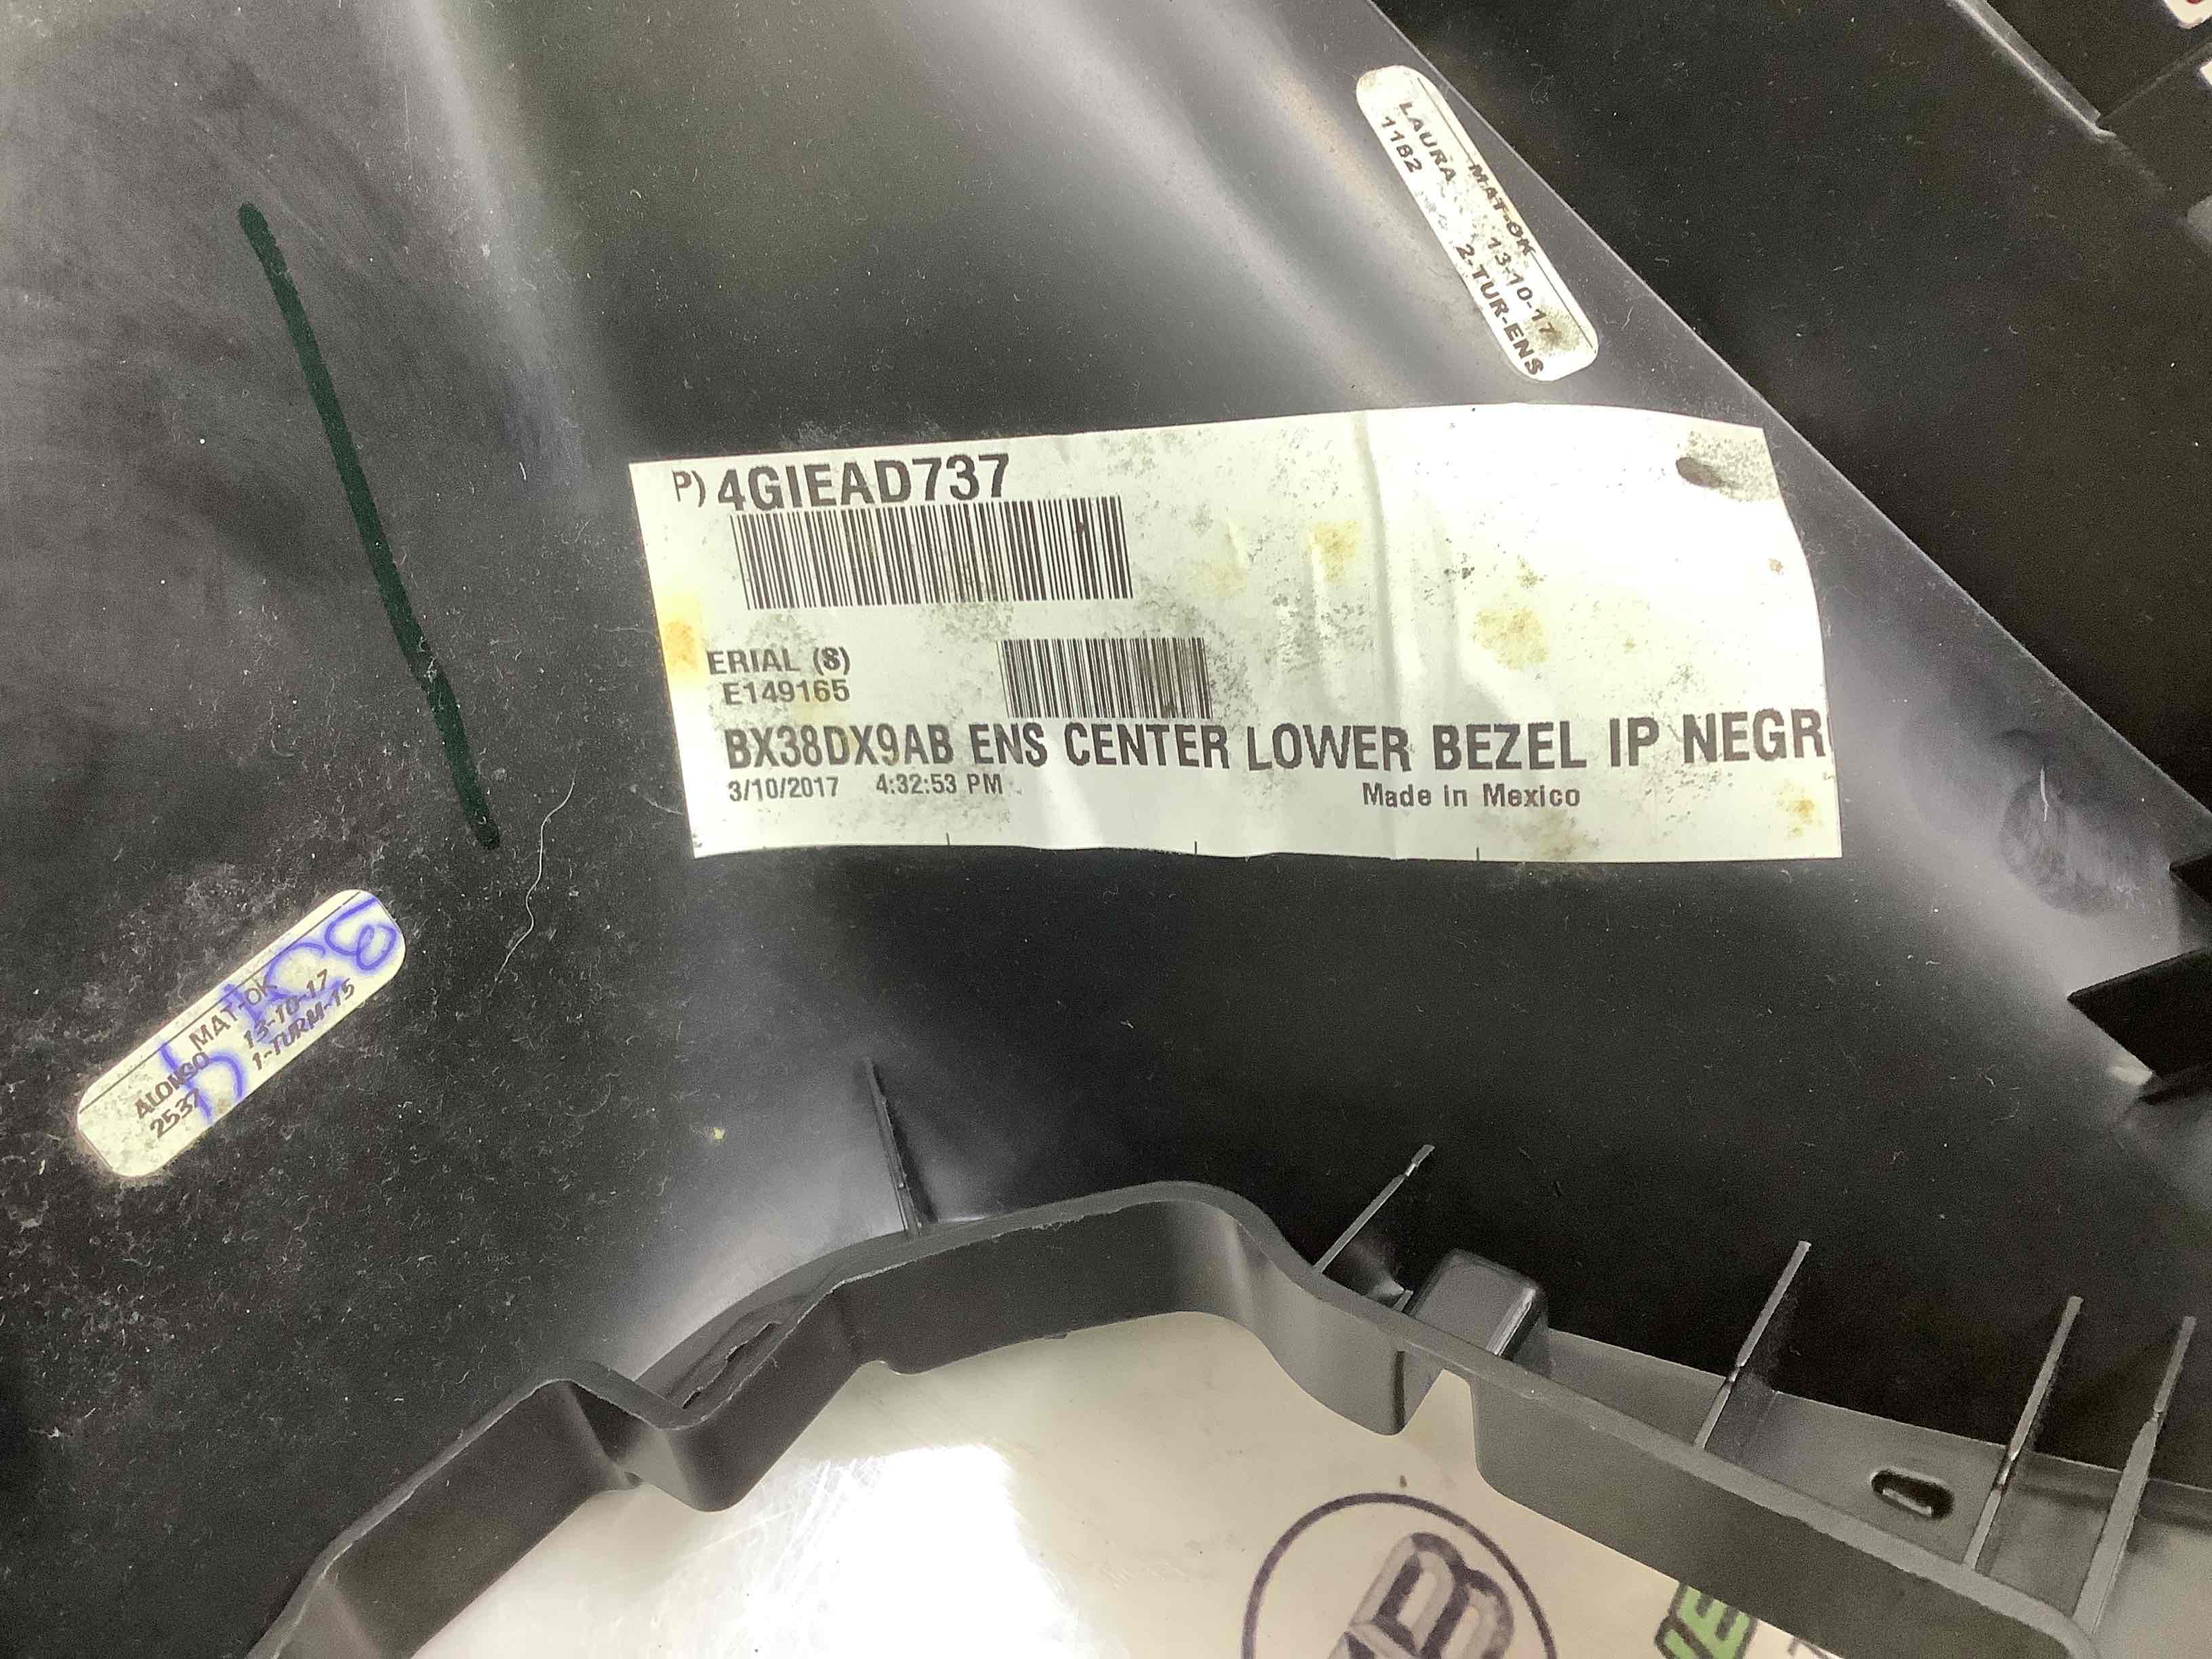 LAURA MAT-OK
1182 13-10-17
2-TUR-ENS
P) 4GIEAD737
ERIAL (S)
E149165
BX38DX9AB ENS CENTER LOWER BEZEL IP NEGR
3/10/2017 4:32:53 PM
Made in Mexico
MAT-OK
ALONSO 13-10-17
2537 1-TURM-15